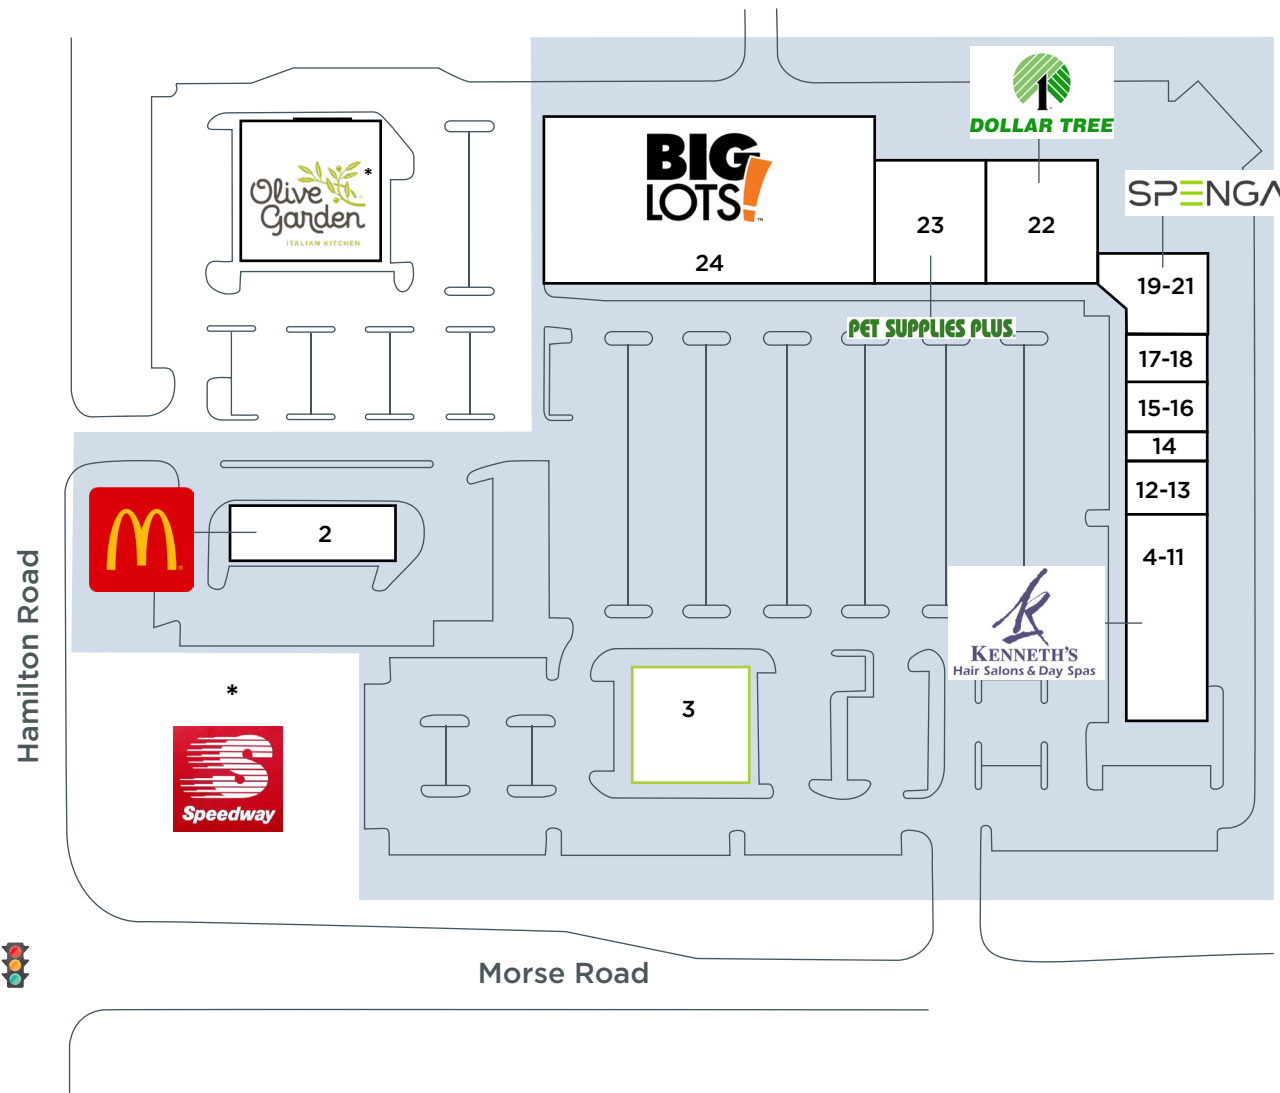 DOLLAR TREE
BIG
LOTS!
™
24
Olive
Garden
ITALIAN KITCHEN
*
SPENGA
23
22
19-21
PET SUPPLIES PLUS
17-18
15-16
14
12-13
4-11
2
KENNETH'S
Hair Salons & Day Spas
3
*
Speedway
Hamilton Road
Morse Road